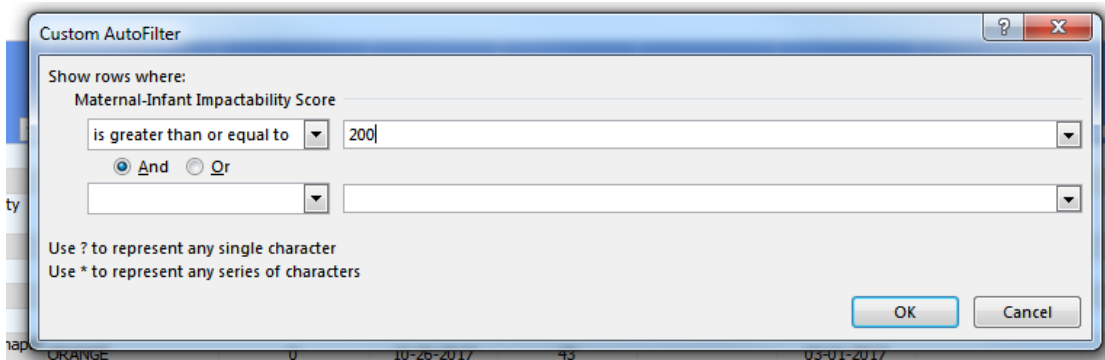 Custom AutoFilter
Show rows where:
Maternal-Infant Impactability Score
is greater than or equal to 200
And Or
ty
Use ? to represent any single character
Use * to represent any series of characters
OK Cancel
ORANGE 0 10-26-2017 43 03-01-2017